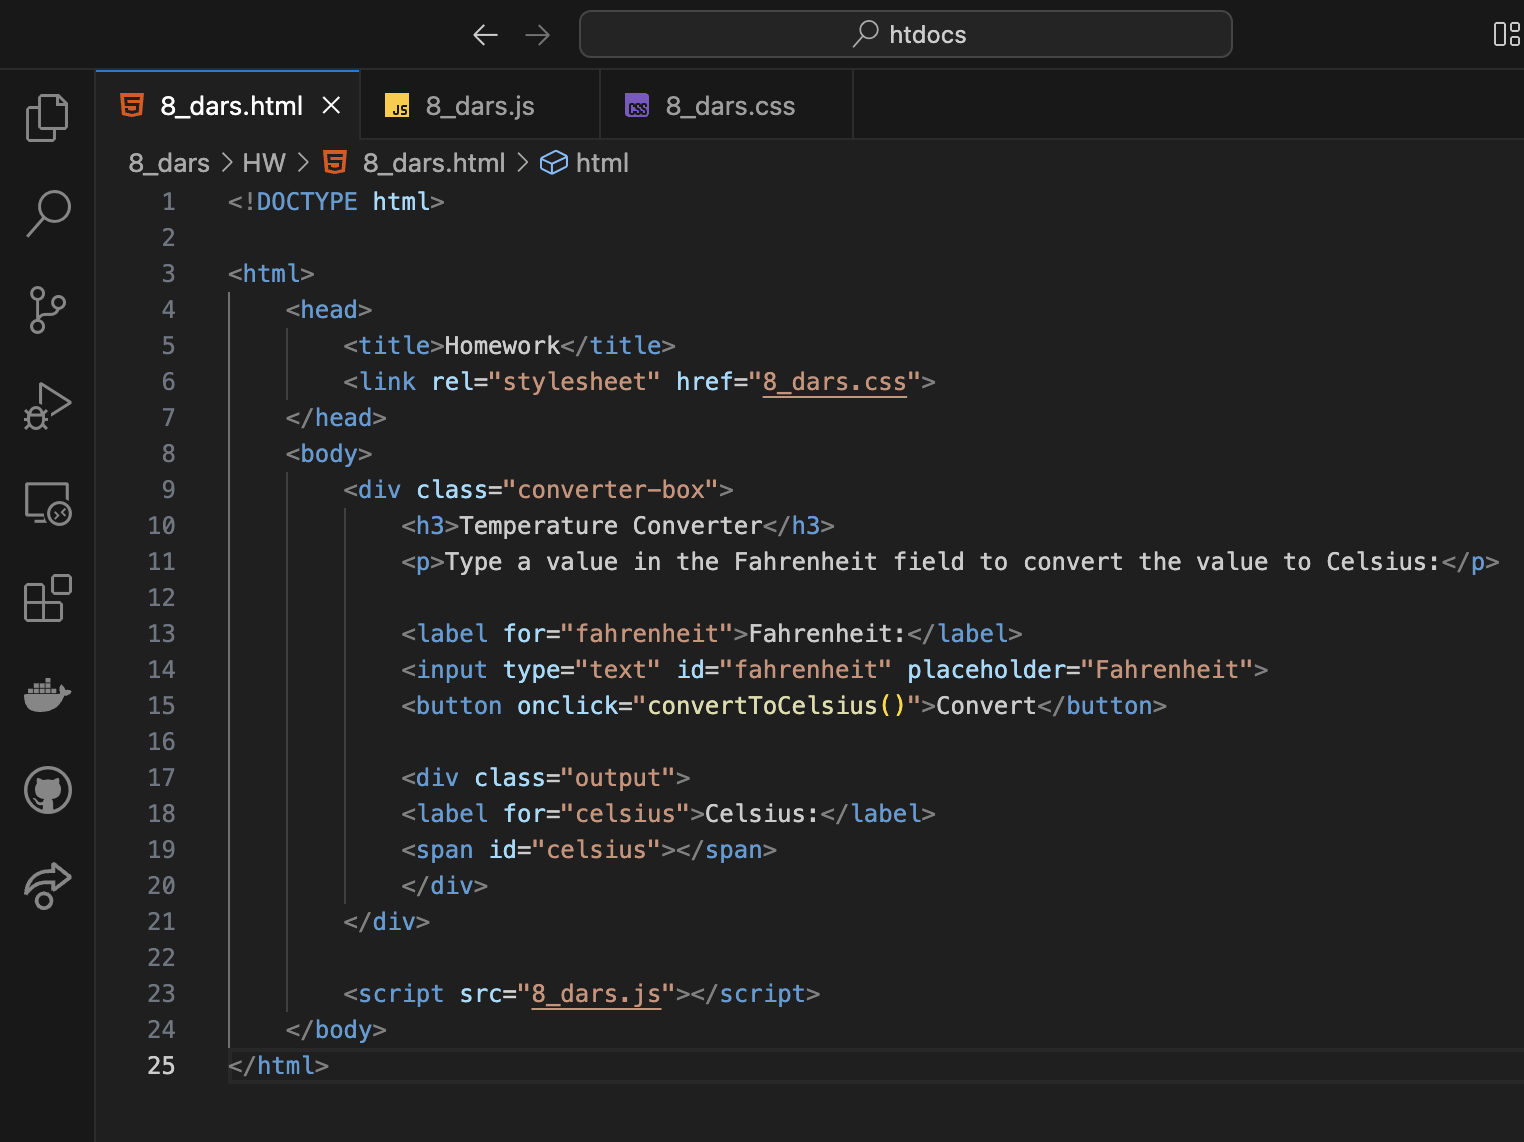 htdocs
8_dars.html
JS 8_dars.js
CSS 8_dars.css
8_dars > HW > 8_dars.html > html
1 <!DOCTYPE html>
2
3 <html>
4 <head>
5 <title>Homework</title>
6 <link rel="stylesheet" href="8_dars.css">
7 </head>
8 <body>
9 <div class="converter-box">
10 <h3>Temperature Converter</h3>
11 <p>Type a value in the Fahrenheit field to convert the value to Celsius:</p>
12
13 <label for="fahrenheit">Fahrenheit:</label>
14 <input type="text" id="fahrenheit" placeholder="Fahrenheit">
15 <button onclick="convertToCelsius()">Convert</button>
16
17 <div class="output">
18 <label for="celsius">Celsius:</label>
19 <span id="celsius"></span>
20 </div>
21 </div>
22
23 <script src="8_dars.js"></script>
24 </body>
25 </html>